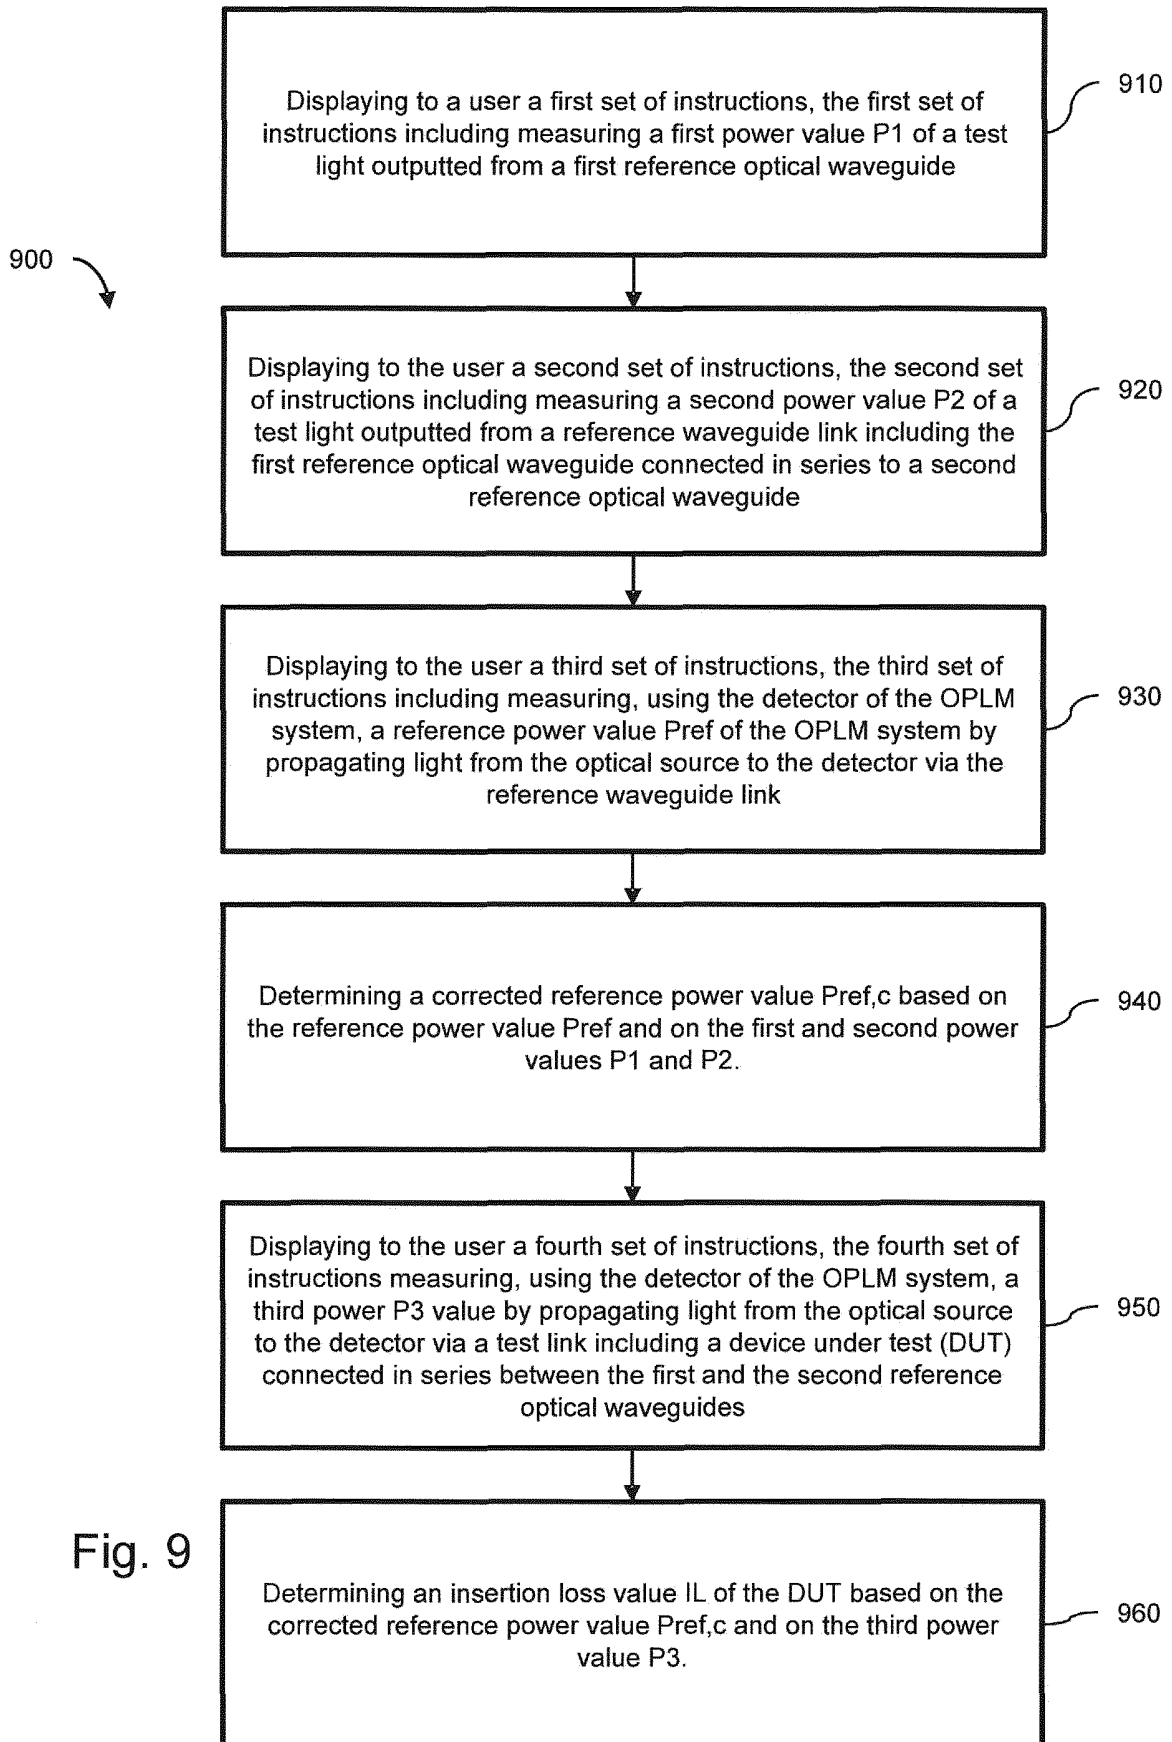 Displaying to a user a first set of instructions, the first set of
instructions including measuring a first power value P1 of a test
light outputted from a first reference optical waveguide
910
900
Displaying to the user a second set of instructions, the second set
of instructions including measuring a second power value P2 of a
test light outputted from a reference waveguide link including the
first reference optical waveguide connected in series to a second
reference optical waveguide
920
Displaying to the user a third set of instructions, the third set of
instructions including measuring, using the detector of the OPLM
system, a reference power value Pref of the OPLM system by
propagating light from the optical source to the detector via the
reference waveguide link
930
Determining a corrected reference power value Pref,c based on
the reference power value Pref and on the first and second power
values P1 and P2.
940
Displaying to the user a fourth set of instructions, the fourth set of
instructions measuring, using the detector of the OPLM system, a
third power P3 value by propagating light from the optical source
to the detector via a test link including a device under test (DUT)
connected in series between the first and the second reference
optical waveguides
950
Fig. 9
Determining an insertion loss value IL of the DUT based on the
corrected reference power value Pref,c and on the third power
value P3.
960